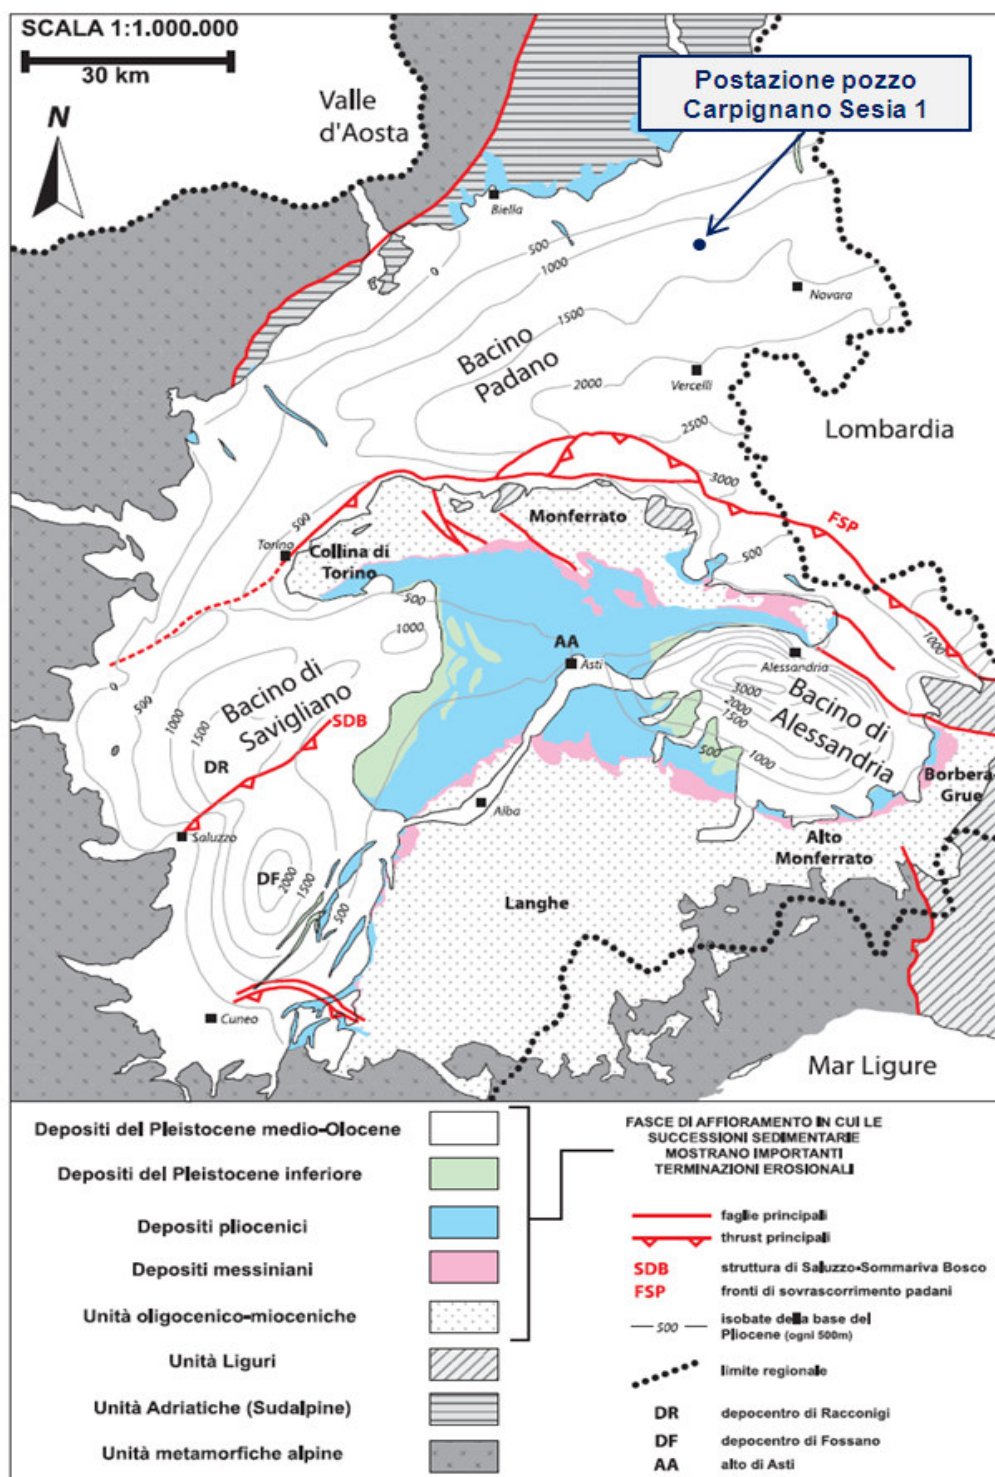 SCALA 1:1.000.000
30 km
N
Valle
d'Aosta
Postazione pozzo
Carpignano Sesia 1
Biella
0
500
1000
1500
2000
2500
3000
Bacino
Padano
Novara
Vercelli
Lombardia
FSP
500
1000
Torino
500
Collina di
Torino
Monferrato
500
1000
AA
Asti
Alessandria
3000
2000
1500
500
1000
Bacino di
Alessandria
0
500
1000
1500
0
Bacino di
Savigliano
SDB
DR
Saluzzo
DF
2000
1500
500
Cuneo
Alba
Langhe
Alto
Monferrato
Borbera-
Grue
Mar Ligure
Depositi del Pleistocene medio-Olocene
Depositi del Pleistocene inferiore
Depositi pliocenici
Depositi messiniani
Unità oligocenico-mioceniche
Unità Liguri
Unità Adriatiche (Sudalpine)
Unità metamorfiche alpine
FASCE DI AFFIORAMENTO IN CUI LE
SUCCESSIONI SEDIMENTARIE
MOSTRANO IMPORTANTI
TERMINAZIONI EROSIONALI
faglie principali
thrust principali
SDB struttura di Saluzzo-Sommariva Bosco
FSP fronti di sovrascorrimento padani
500 isobate della base del
Pliocene (ogni 500m)
limite regionale
DR depocentro di Racconigi
DF depocentro di Fossano
AA alto di Asti